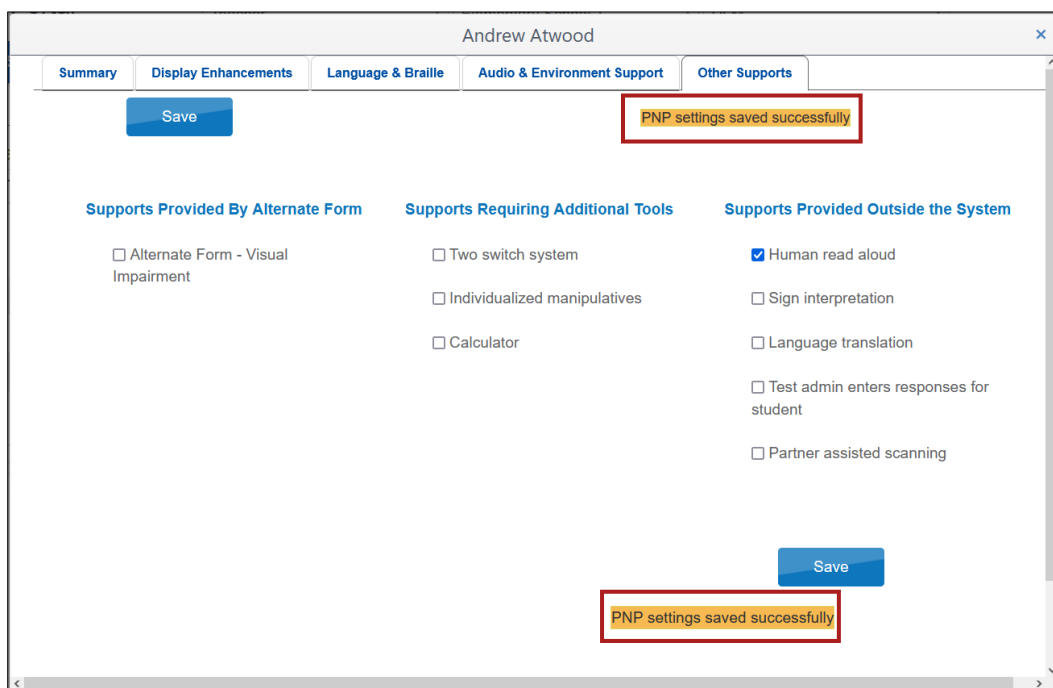 Andrew Atwood
×
Summary
Display Enhancements
Language & Braille
Audio & Environment Support
Other Supports
Save
PNP settings saved successfully
Supports Provided By Alternate Form
Alternate Form - Visual
Impairment
Supports Requiring Additional Tools
Two switch system
Individualized manipulatives
Calculator
Supports Provided Outside the System
Human read aloud
Sign interpretation
Language translation
Test admin enters responses for
student
Partner assisted scanning
Save
PNP settings saved successfully